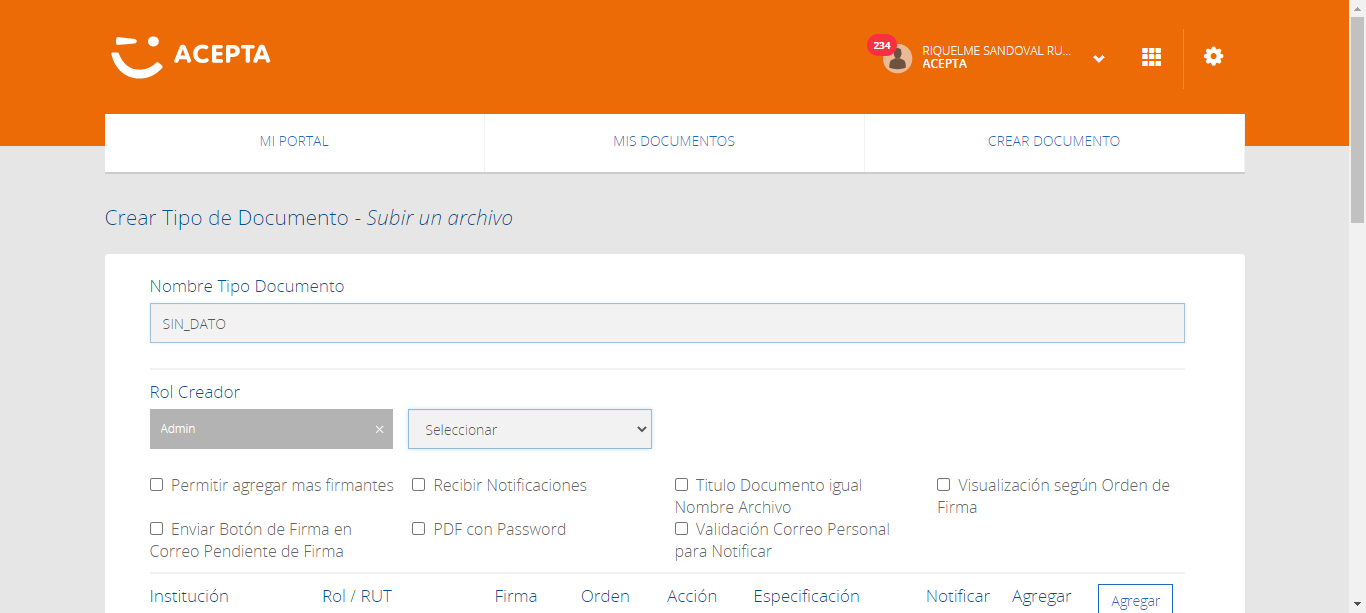 ACEPTA
234
RIQUELME SANDOVAL RU...
ACEPTA
MI PORTAL
MIS DOCUMENTOS
CREAR DOCUMENTO
Crear Tipo de Documento - Subir un archivo
Nombre Tipo Documento
SIN_DATO
Rol Creador
Admin ×
Seleccionar
Permitir agregar mas firmantes
Recibir Notificaciones
Titulo Documento igual
Nombre Archivo
Visualización según Orden de
Firma
Enviar Botón de Firma en
Correo Pendiente de Firma
PDF con Password
Validación Correo Personal
para Notificar
Institución Rol / RUT Firma Orden Acción Especificación Notificar Agregar Agregar